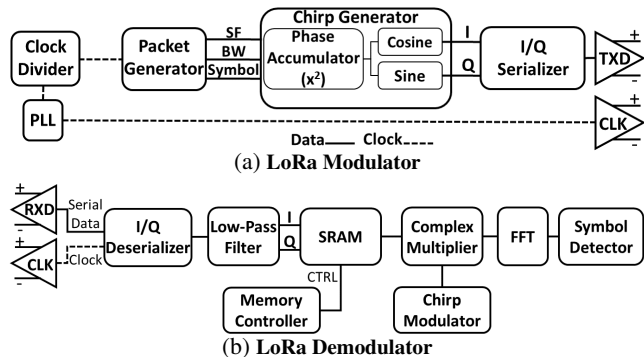 Chirp Generator
Clock Divider
Packet Generator
SF
BW
Symbol
Phase Accumulator (x²)
Cosine
Sine
I
Q
I/Q Serializer
+
TXD
-
PLL
+
CLK
-
Data Clock
(a) LoRa Modulator
+
RXD
-
Serial Data
+
CLK
-
Clock
I/Q Deserializer
Low-Pass Filter
I
Q
SRAM
CTRL
Memory Controller
Complex Multiplier
Chirp Modulator
FFT
Symbol Detector
(b) LoRa Demodulator